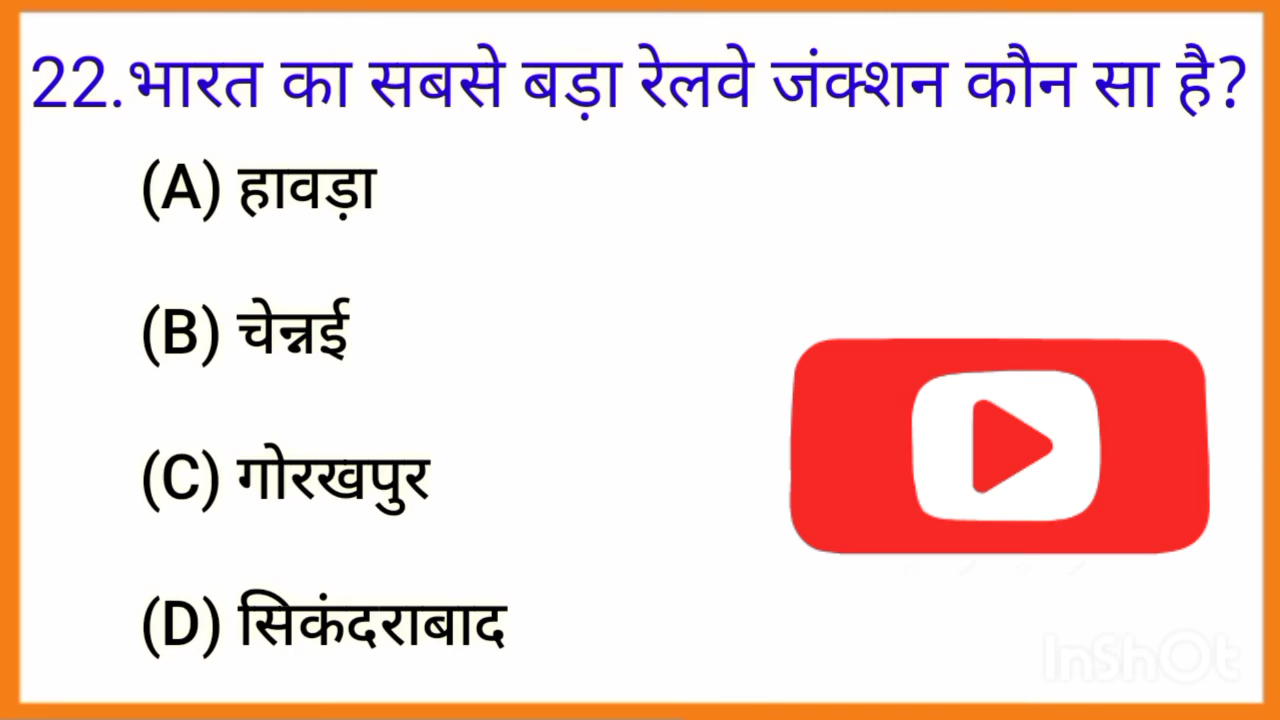 22.भारत का सबसे बड़ा रेलवे जंक्शन कौन सा है?
(A) हावड़ा
(B) चेन्नई
(C) गोरखपुर
(D) सिकंदराबाद
InShOt